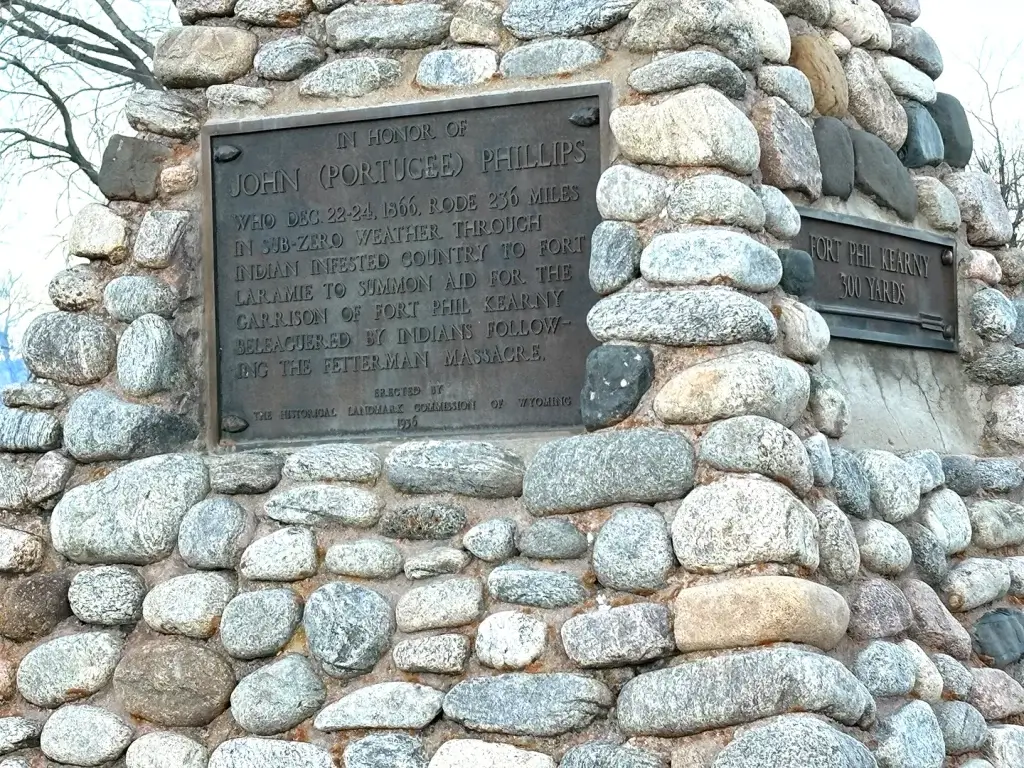 IN HONOR OF
JOHN (PORTUGEE) PHILLIPS
WHO DEC. 22-24, 1866, RODE 236 MILES
IN SUB-ZERO WEATHER THROUGH
INDIAN INFESTED COUNTRY TO FORT
LARAMIE TO SUMMON AID FOR THE
GARRISON OF FORT PHIL KEARNY
BELEAGUERED BY INDIANS FOLLOW-
ING THE FETTERMAN MASSACRE.
ERECTED BY
THE HISTORICAL LANDMARK COMMISSION OF WYOMING
1936
FORT PHIL KEARNY
300 YARDS